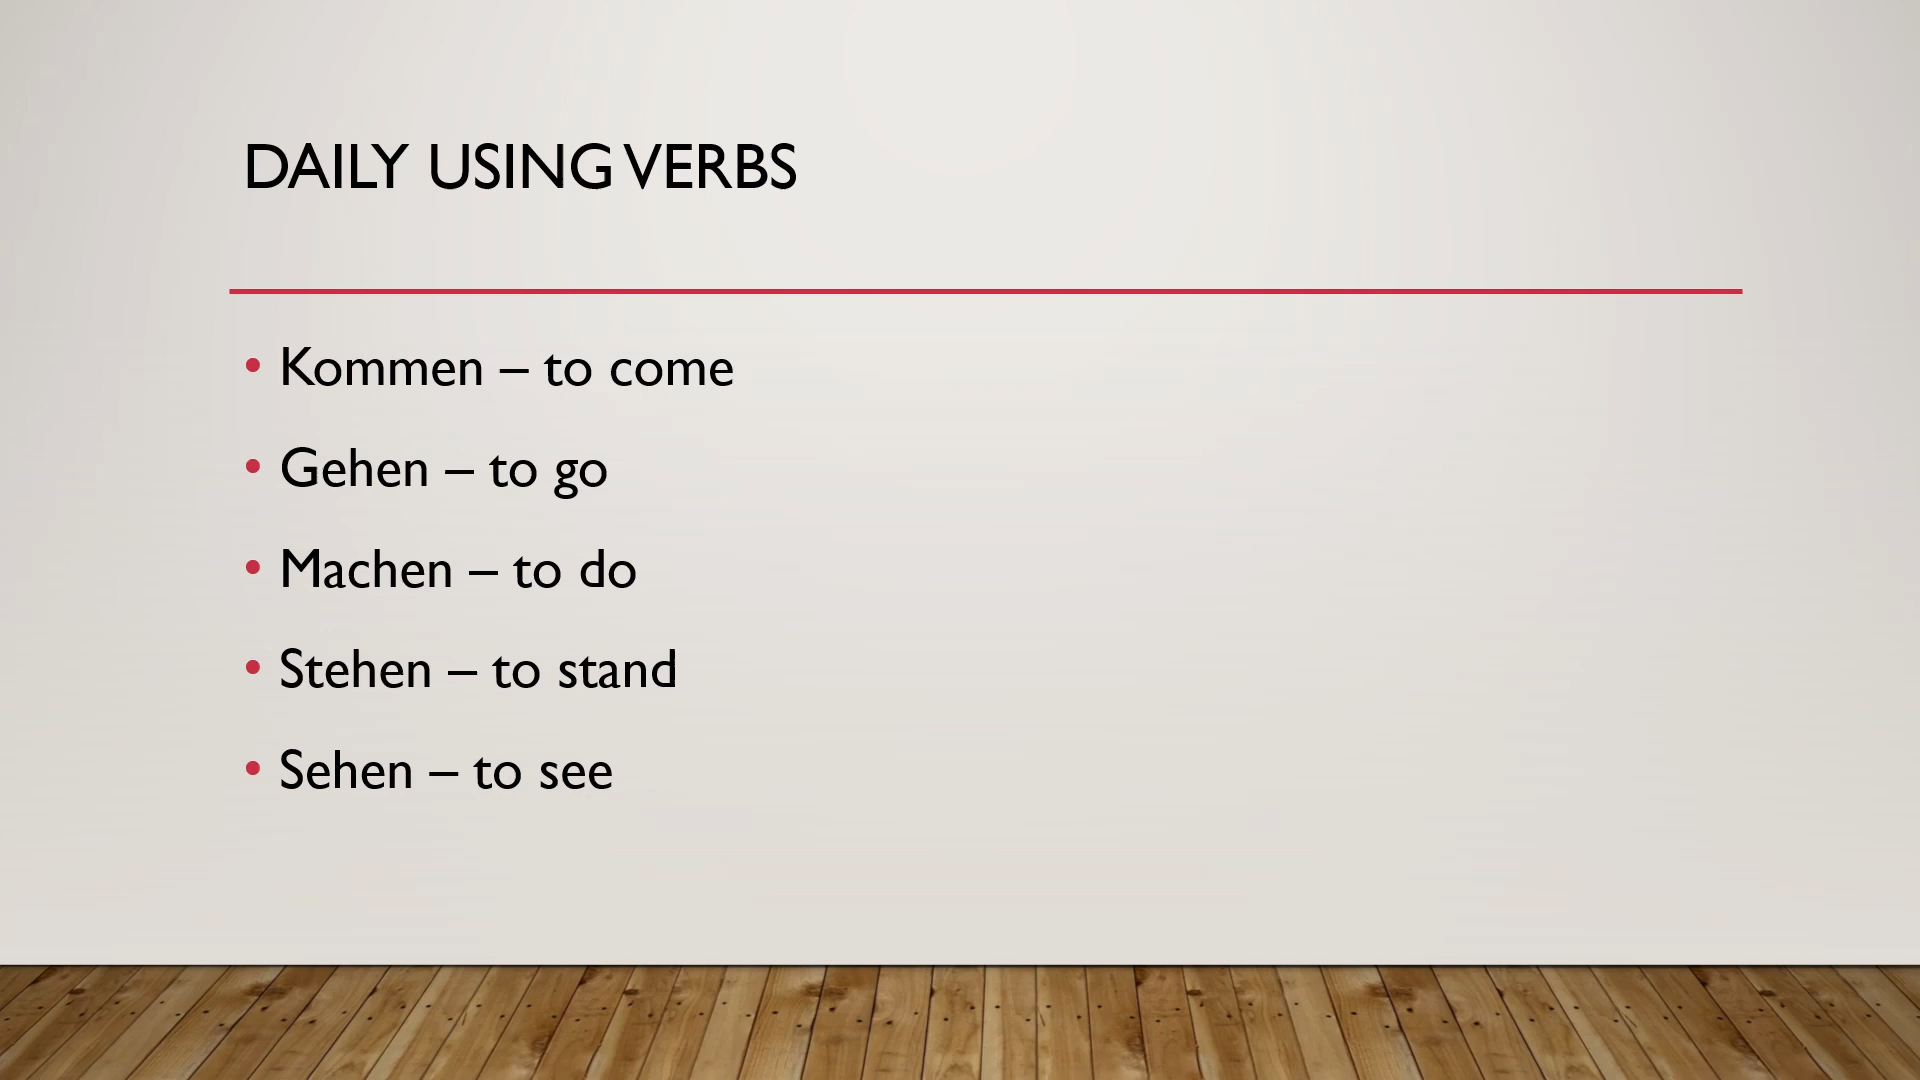 DAILY USING VERBS
• Kommen – to come
• Gehen – to go
• Machen – to do
• Stehen – to stand
• Sehen – to see